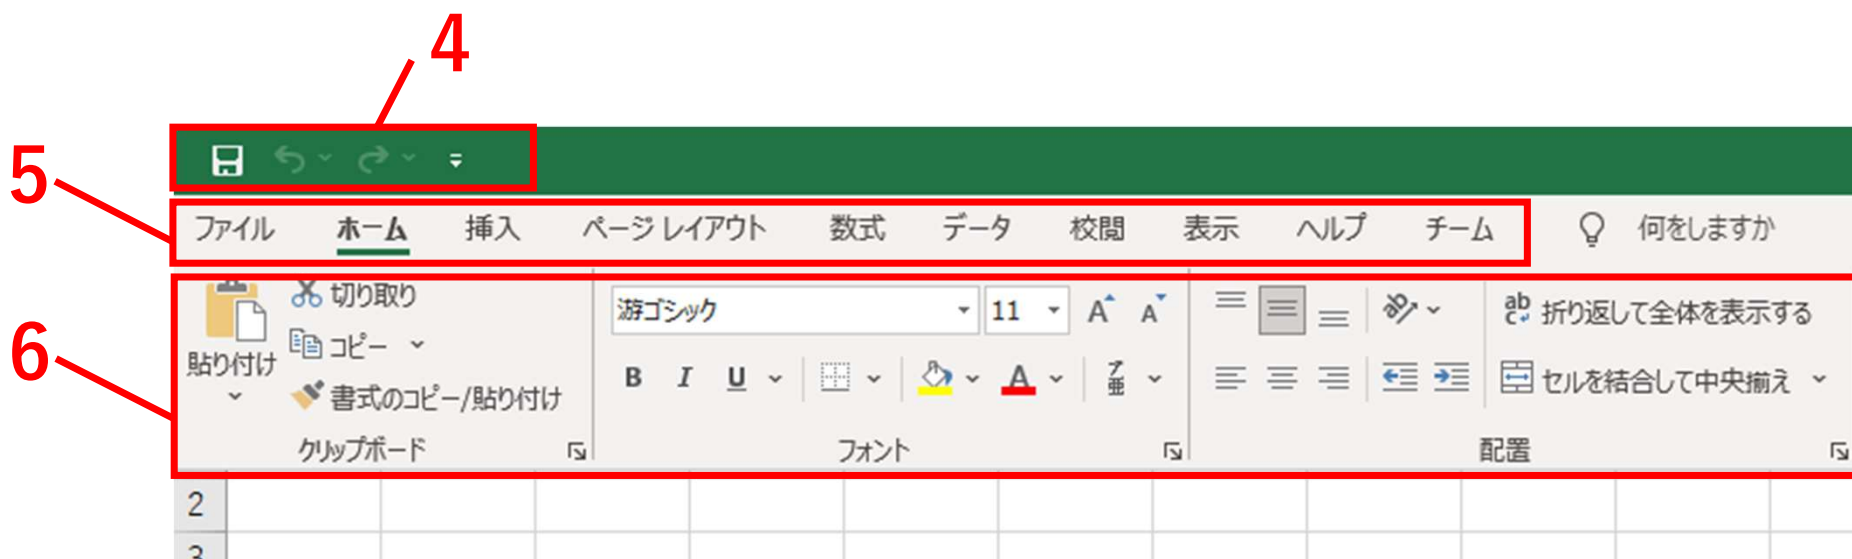 4
5
ファイル ホーム 挿入 ページ レイアウト 数式 データ 校閲 表示 ヘルプ チーム 何をしますか
6
貼り付け
切り取り
コピー
書式のコピー/貼り付け
クリップボード
游ゴシック 11 A A
B I U A ア亜
フォント
ab 折り返して全体を表示する
セルを結合して中央揃え
配置
2
3